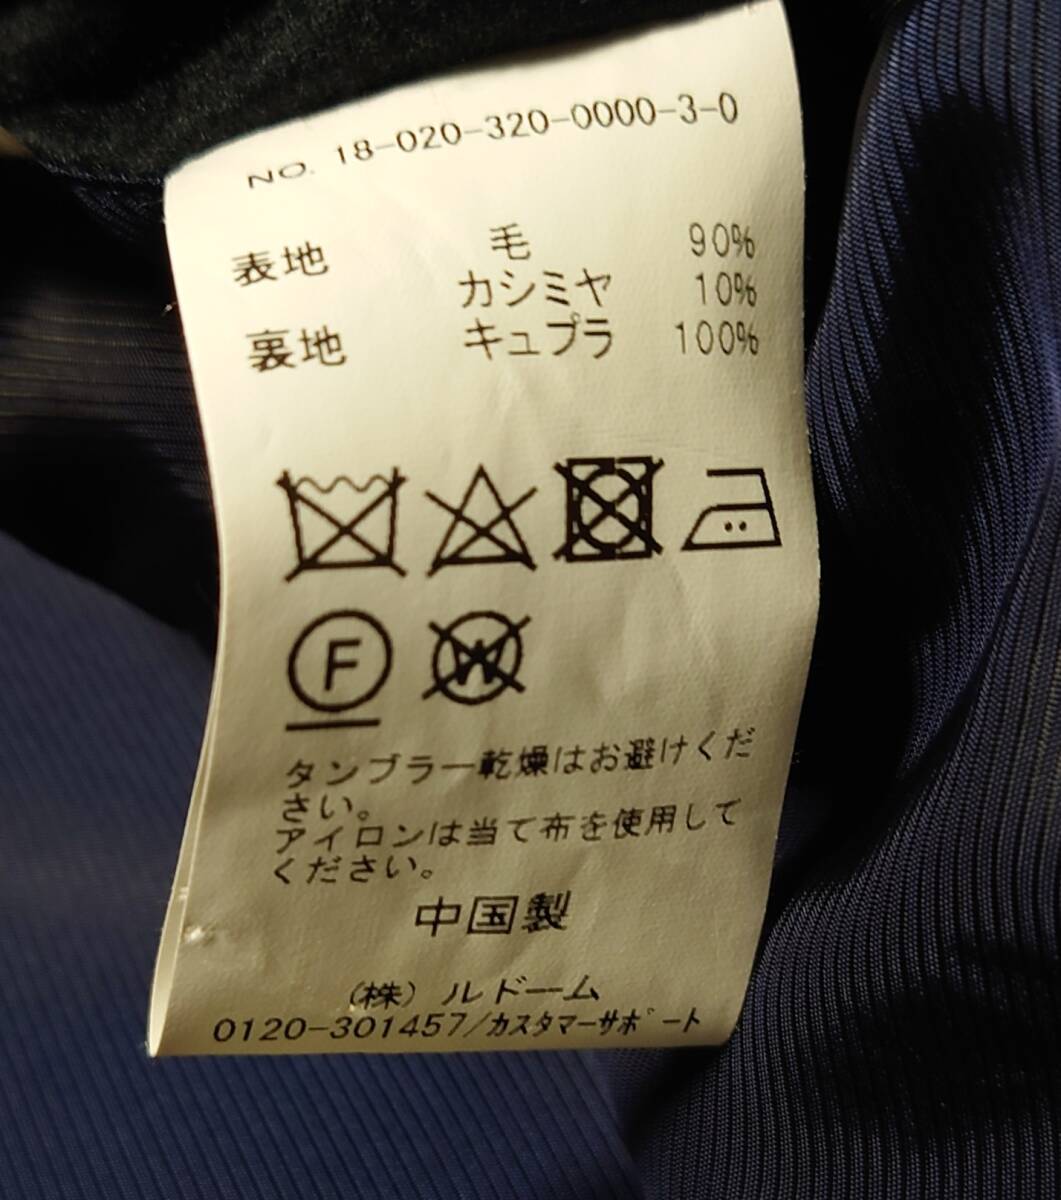 NO. 18-020-320-0000-3-0
表地 毛 90%
カシミヤ 10%
裏地 キュプラ 100%
F W
タンブラー乾燥はお避けくだ
さい。
アイロンは当て布を使用して
ください。
中国製
(株) ルドーム
0120-301457/カスタマーサポート